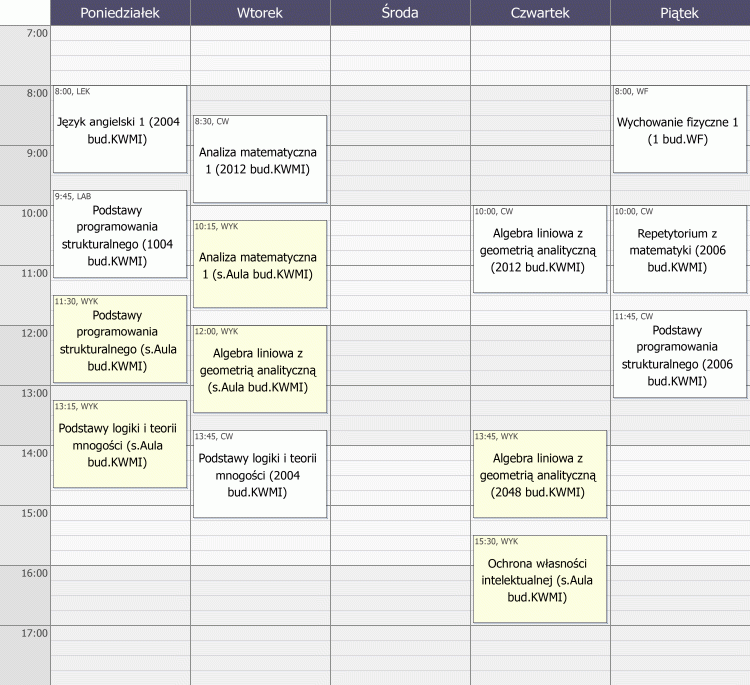 Poniedziałek
Wtorek
Środa
Czwartek
Piątek
7:00
8:00
9:00
10:00
11:00
12:00
13:00
14:00
15:00
16:00
17:00
8:00, LEK
Język angielski 1 (2004
bud.KWMI)
9:45, LAB
Podstawy
programowania
strukturalnego (1004
bud.KWMI)
11:30, WYK
Podstawy
programowania
strukturalnego (s.Aula
bud.KWMI)
13:15, WYK
Podstawy logiki i teorii
mnogości (s.Aula
bud.KWMI)
8:30, CW
Analiza matematyczna
1 (2012 bud.KWMI)
10:15, WYK
Analiza matematyczna
1 (s.Aula bud.KWMI)
12:00, WYK
Algebra liniowa z
geometrią analityczną
(s.Aula bud.KWMI)
13:45, CW
Podstawy logiki i teorii
mnogości (2004
bud.KWMI)
10:00, CW
Algebra liniowa z
geometrią analityczną
(2012 bud.KWMI)
13:45, WYK
Algebra liniowa z
geometrią analityczną
(2048 bud.KWMI)
15:30, WYK
Ochrona własności
intelektualnej (s.Aula
bud.KWMI)
8:00, WF
Wychowanie fizyczne 1
(1 bud.WF)
10:00, CW
Repetytorium z
matematyki (2006
bud.KWMI)
11:45, CW
Podstawy
programowania
strukturalnego (2006
bud.KWMI)